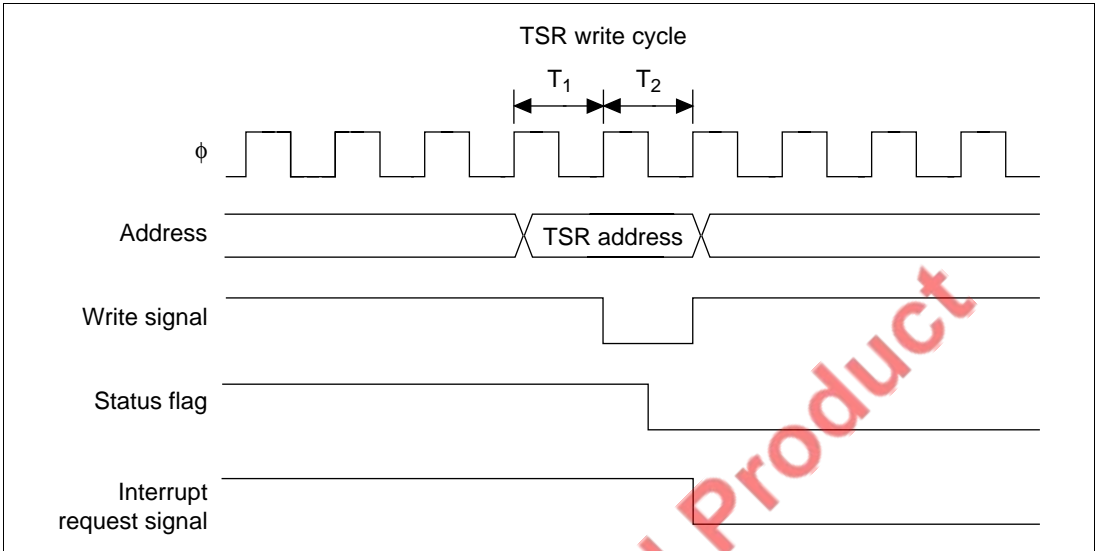 TSR write cycle
T1 T2
ϕ
Address
TSR address
Write signal
Status flag
Interrupt
request signal
Product